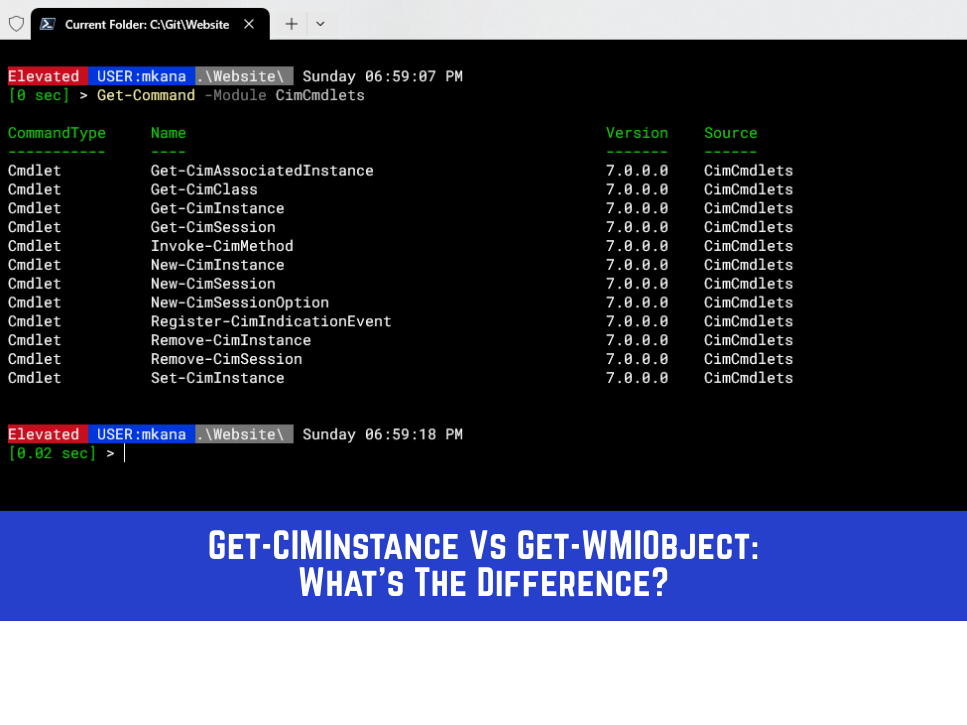 Current Folder: C:\Git\Website
Elevated USER:mkana .\Website\ Sunday 06:59:07 PM
[0 sec] > Get-Command -Module CimCmdlets
CommandType Name Version Source
----------- ---- ------- ------
Cmdlet Get-CimAssociatedInstance 7.0.0.0 CimCmdlets
Cmdlet Get-CimClass 7.0.0.0 CimCmdlets
Cmdlet Get-CimInstance 7.0.0.0 CimCmdlets
Cmdlet Get-CimSession 7.0.0.0 CimCmdlets
Cmdlet Invoke-CimMethod 7.0.0.0 CimCmdlets
Cmdlet New-CimInstance 7.0.0.0 CimCmdlets
Cmdlet New-CimSession 7.0.0.0 CimCmdlets
Cmdlet New-CimSessionOption 7.0.0.0 CimCmdlets
Cmdlet Register-CimIndicationEvent 7.0.0.0 CimCmdlets
Cmdlet Remove-CimInstance 7.0.0.0 CimCmdlets
Cmdlet Remove-CimSession 7.0.0.0 CimCmdlets
Cmdlet Set-CimInstance 7.0.0.0 CimCmdlets
Elevated USER:mkana .\Website\ Sunday 06:59:18 PM
[0.02 sec] >
Get-CIMInstance Vs Get-WMIObject:
What's The Difference?